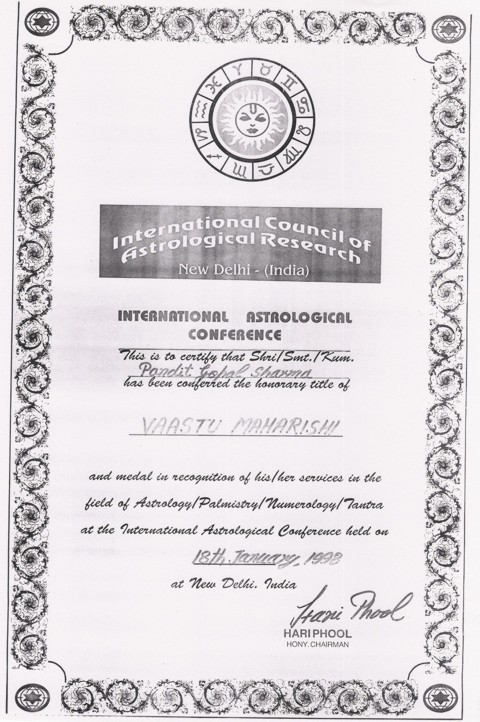 International Council of
Astrological Research
New Delhi - (India)
INTERNATIONAL ASTROLOGICAL
CONFERENCE
This is to certify that Shri/Smt./Kum.
Pandit Gopal Sharma
has been conferred the honorary title of
VAASTU MAHARISHI
and medal in recognition of his/her services in the
field of Astrology/Palmistry/Numerology/Tantra
at the International Astrological Conference held on
18th January, 1998
at New Delhi. India
Hari Phool
HARIPHOOL
HONY. CHAIRMAN